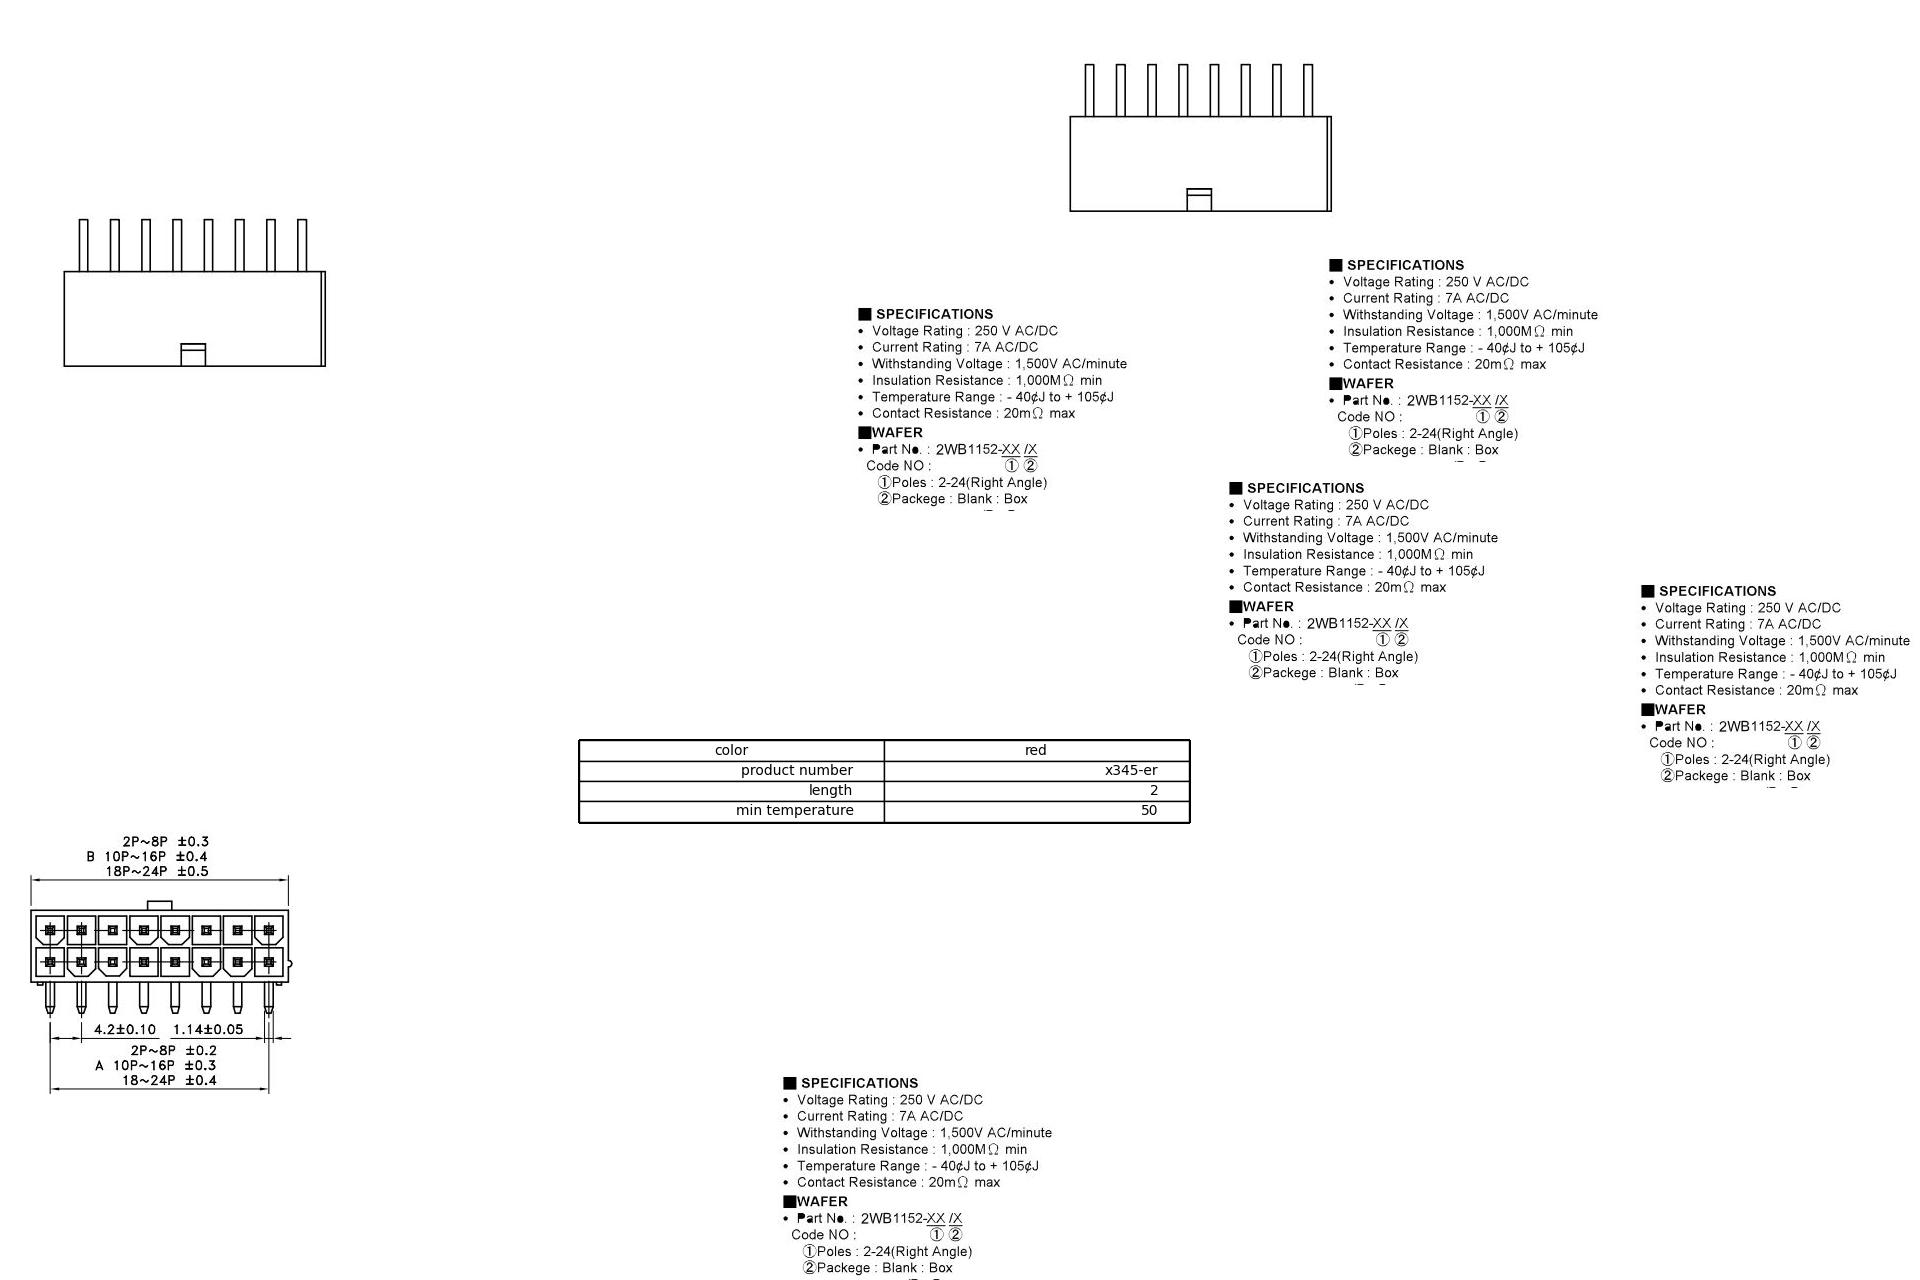 ■ SPECIFICATIONS
• Voltage Rating : 250 V AC/DC
• Current Rating : 7A AC/DC
• Withstanding Voltage : 1,500V AC/minute
• Insulation Resistance : 1,000MΩ min
• Temperature Range : - 40¢J to + 105¢J
• Contact Resistance : 20mΩ max
■WAFER
• Part No. : 2WB1152-XX /X
Code NO : ① ②
①Poles : 2-24(Right Angle)
②Packege : Blank : Box
■ SPECIFICATIONS
• Voltage Rating : 250 V AC/DC
• Current Rating : 7A AC/DC
• Withstanding Voltage : 1,500V AC/minute
• Insulation Resistance : 1,000MΩ min
• Temperature Range : - 40¢J to + 105¢J
• Contact Resistance : 20mΩ max
■WAFER
• Part No. : 2WB1152-XX /X
Code NO : ① ②
①Poles : 2-24(Right Angle)
②Packege : Blank : Box
■ SPECIFICATIONS
• Voltage Rating : 250 V AC/DC
• Current Rating : 7A AC/DC
• Withstanding Voltage : 1,500V AC/minute
• Insulation Resistance : 1,000MΩ min
• Temperature Range : - 40¢J to + 105¢J
• Contact Resistance : 20mΩ max
■WAFER
• Part No. : 2WB1152-XX /X
Code NO : ① ②
①Poles : 2-24(Right Angle)
②Packege : Blank : Box
■ SPECIFICATIONS
• Voltage Rating : 250 V AC/DC
• Current Rating : 7A AC/DC
• Withstanding Voltage : 1,500V AC/minute
• Insulation Resistance : 1,000MΩ min
• Temperature Range : - 40¢J to + 105¢J
• Contact Resistance : 20mΩ max
■WAFER
• Part No. : 2WB1152-XX /X
Code NO : ① ②
①Poles : 2-24(Right Angle)
②Packege : Blank : Box
color red
product number x345-er
length 2
min temperature 50
2P~8P ±0.3
B 10P~16P ±0.4
18P~24P ±0.5
4.2±0.10 1.14±0.05
2P~8P ±0.2
A 10P~16P ±0.3
18~24P ±0.4
■ SPECIFICATIONS
• Voltage Rating : 250 V AC/DC
• Current Rating : 7A AC/DC
• Withstanding Voltage : 1,500V AC/minute
• Insulation Resistance : 1,000MΩ min
• Temperature Range : - 40¢J to + 105¢J
• Contact Resistance : 20mΩ max
■WAFER
• Part No. : 2WB1152-XX /X
Code NO : ① ②
①Poles : 2-24(Right Angle)
②Packege : Blank : Box